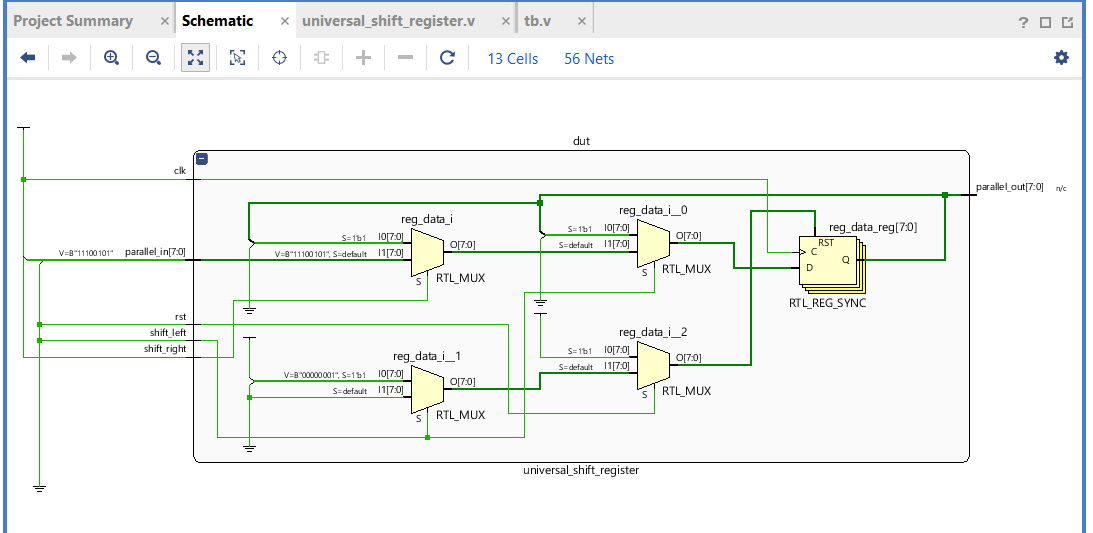 Project Summary × Schematic × universal_shift_register.v × tb.v × ?
13 Cells 56 Nets
dut
clk
parallel_out[7:0] n/c
reg_data_i__0
reg_data_i
S=1'b1 I0[7:0]
O[7:0]
S=default I1[7:0]
S
RTL_MUX
reg_data_reg[7:0]
RST
C
D
Q
RTL_REG_SYNC
V=B"11100101" parallel_in[7:0]
S=1'b1 I0[7:0]
O[7:0]
V=B"11100101", S=default I1[7:0]
S
RTL_MUX
rst
shift_left
shift_right
reg_data_i__2
S=1'b1 I0[7:0]
O[7:0]
S=default I1[7:0]
S
RTL_MUX
reg_data_i__1
V=B"00000001", S=1'b1 I0[7:0]
O[7:0]
S=default I1[7:0]
S
RTL_MUX
universal_shift_register